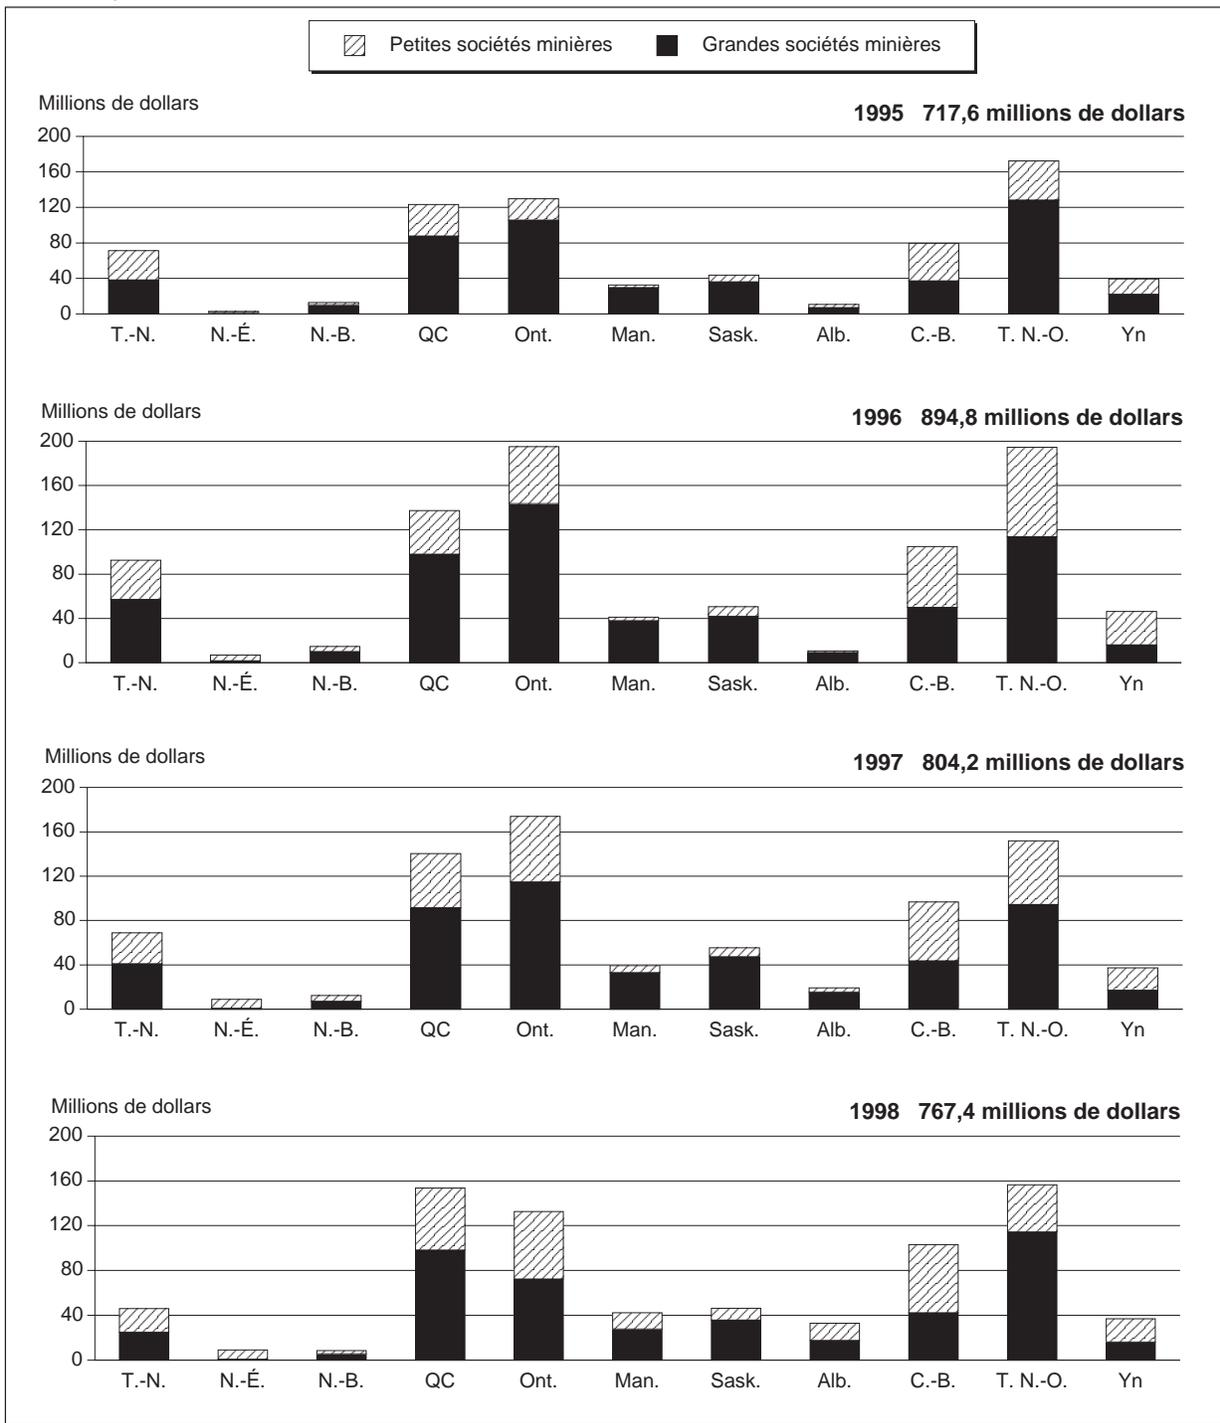 Petites sociétés minières Grandes sociétés minières
Millions de dollars
1995 717,6 millions de dollars
200
160
120
80
40
0
T.-N. N.-É. N.-B. QC Ont. Man. Sask. Alb. C.-B. T. N.-O. Yn
Millions de dollars
1996 894,8 millions de dollars
200
160
120
80
40
0
T.-N. N.-É. N.-B. QC Ont. Man. Sask. Alb. C.-B. T. N.-O. Yn
Millions de dollars
1997 804,2 millions de dollars
200
160
120
80
40
0
T.-N. N.-É. N.-B. QC Ont. Man. Sask. Alb. C.-B. T. N.-O. Yn
Millions de dollars
1998 767,4 millions de dollars
200
160
120
80
40
0
T.-N. N.-É. N.-B. QC Ont. Man. Sask. Alb. C.-B. T. N.-O. Yn